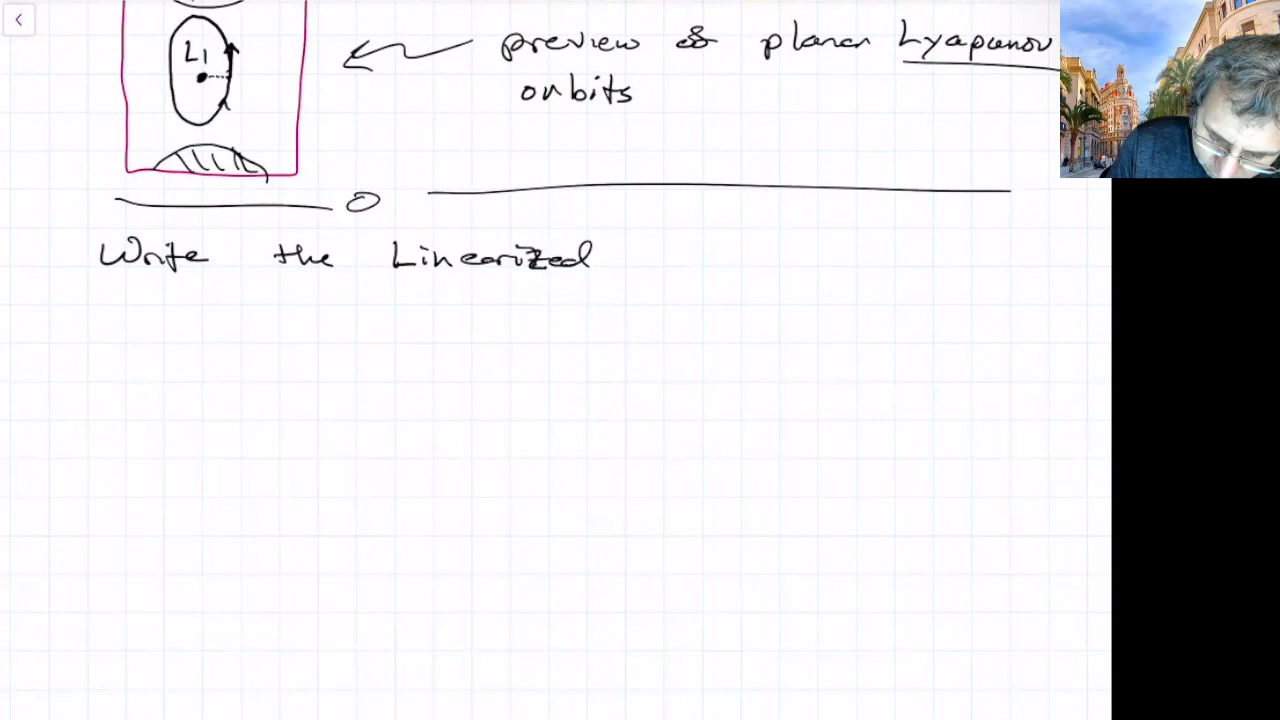 L1
preview of planar Lyapunov
orbits
Write the Linearized